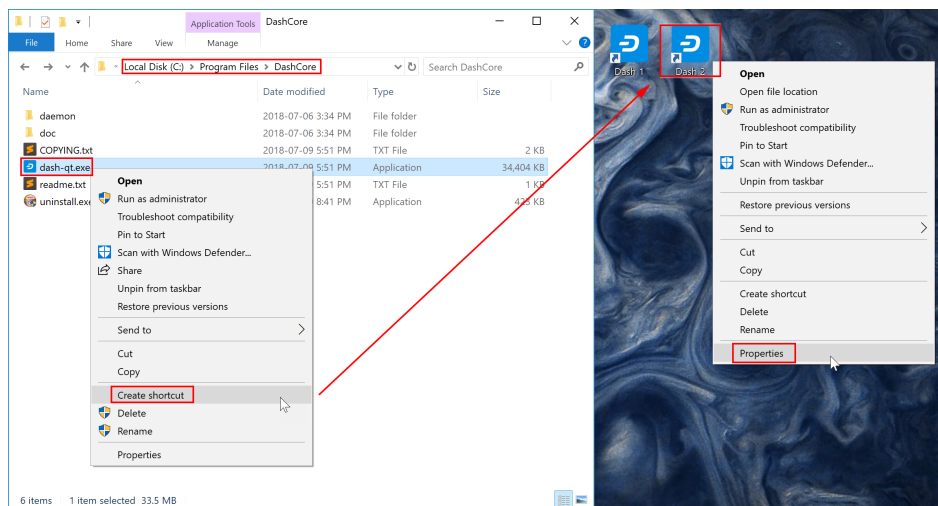 Application Tools DashCore
File Home Share View Manage
Local Disk (C:) > Program Files > DashCore
Search DashCore
Name Date modified Type Size
daemon 2018-07-06 3:34 PM File folder
doc 2018-07-06 3:34 PM File folder
COPYING.txt 2018-07-09 5:51 PM TXT File 2 KB
dash-qt.exe 2018-07-09 5:51 PM Application 34,404 KB
readme.txt 5:51 PM TXT File 1 KB
uninstall.exe 8:41 PM Application 423 KB
Open
Run as administrator
Troubleshoot compatibility
Pin to Start
Scan with Windows Defender...
Share
Unpin from taskbar
Restore previous versions
Send to
Cut
Copy
Create shortcut
Delete
Rename
Properties
6 items 1 item selected 33.5 MB
Dash 1 Dash 2
Open
Open file location
Run as administrator
Troubleshoot compatibility
Pin to Start
Scan with Windows Defender...
Unpin from taskbar
Restore previous versions
Send to
Cut
Copy
Create shortcut
Delete
Rename
Properties